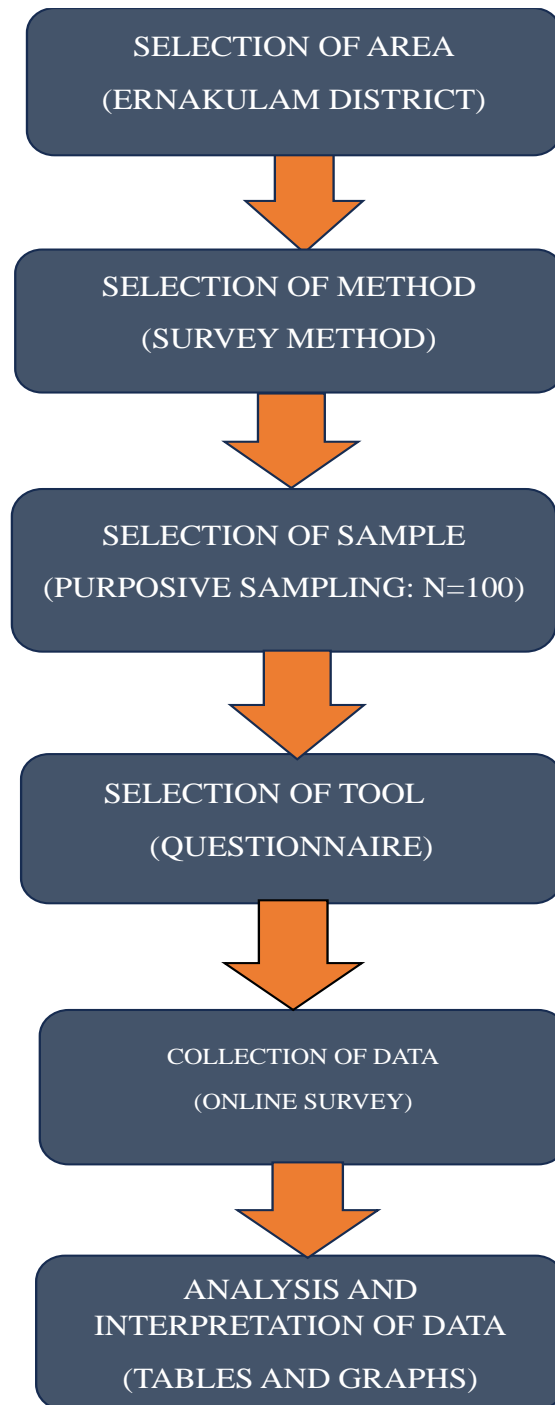 SELECTION OF AREA
(ERNAKULAM DISTRICT)
SELECTION OF METHOD
(SURVEY METHOD)
SELECTION OF SAMPLE
(PURPOSIVE SAMPLING: N=100)
SELECTION OF TOOL
(QUESTIONNAIRE)
COLLECTION OF DATA
(ONLINE SURVEY)
ANALYSIS AND
INTERPRETATION OF DATA
(TABLES AND GRAPHS)